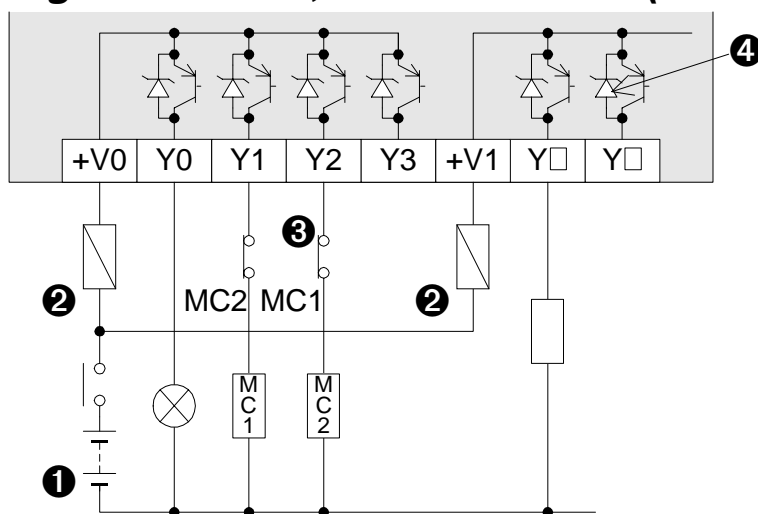 ❹
+V0 Y0 Y1 Y2 Y3 +V1 Y□ Y□
❸
❷ MC2 MC1 ❷
MC1 MC2
❶